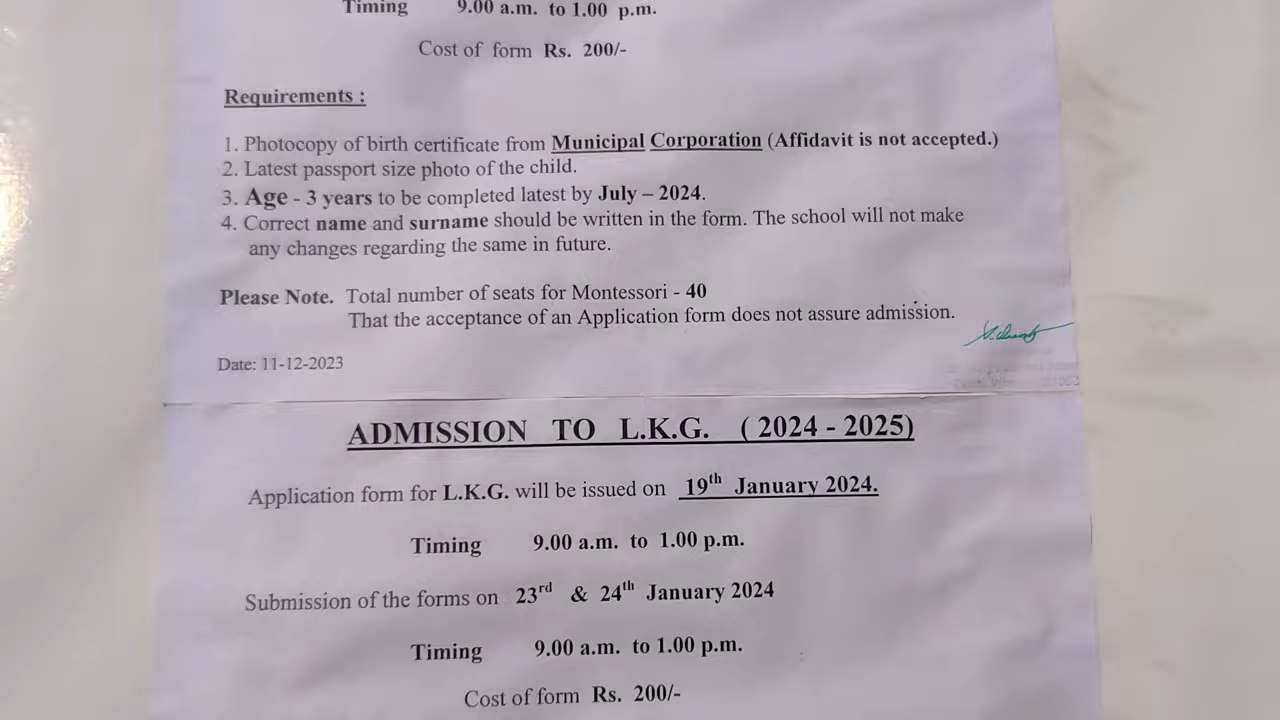 Timing 9.00 a.m. to 1.00 p.m.
Cost of form Rs. 200/-
Requirements :
1. Photocopy of birth certificate from Municipal Corporation (Affidavit is not accepted.)
2. Latest passport size photo of the child.
3. Age - 3 years to be completed latest by July – 2024.
4. Correct name and surname should be written in the form. The school will not make
any changes regarding the same in future.
Please Note. Total number of seats for Montessori - 40
That the acceptance of an Application form does not assure admission.
Date: 11-12-2023
ADMISSION TO L.K.G. ( 2024 - 2025)
Application form for L.K.G. will be issued on 19th January 2024.
Timing 9.00 a.m. to 1.00 p.m.
Submission of the forms on 23rd & 24th January 2024
Timing 9.00 a.m. to 1.00 p.m.
Cost of form Rs. 200/-